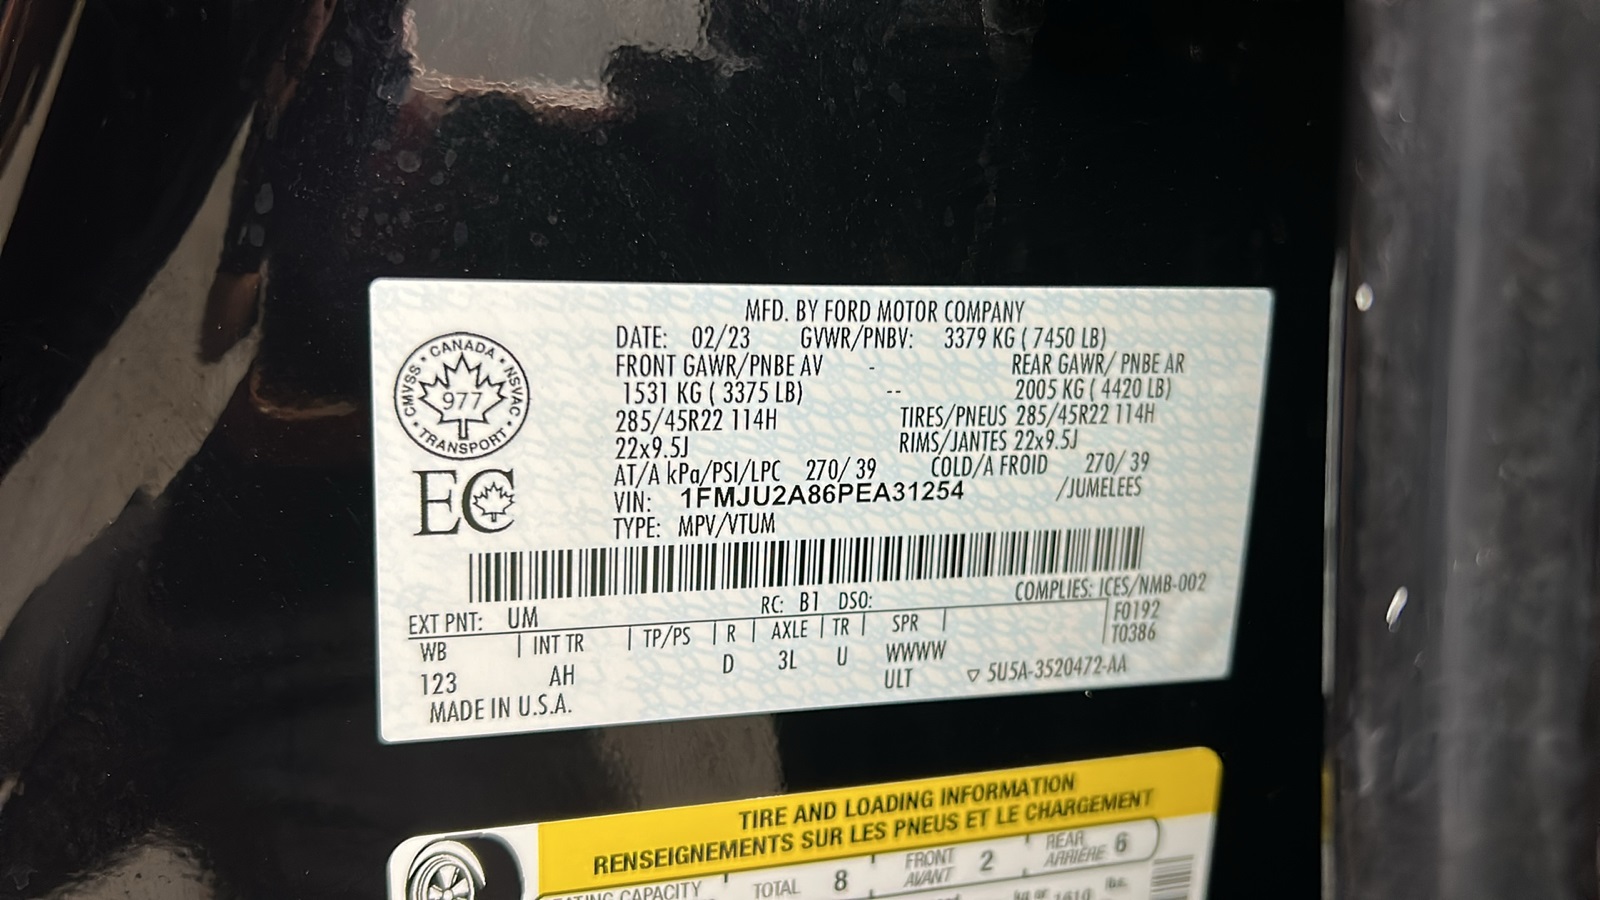 MFD. BY FORD MOTOR COMPANY
DATE: 02/23 GVWR/PNBV: 3379 KG ( 7450 LB)
FRONT GAWR/PNBE AV - REAR GAWR/ PNBE AR
1531 KG ( 3375 LB) -- 2005 KG ( 4420 LB)
285/45R22 114H TIRES/PNEUS 285/45R22 114H
22x9.5J RIMS/JANTES 22x9.5J
AT/A kPa/PSI/LPC 270/ 39 COLD/A FROID 270/ 39
VIN: 1FMJU2A86PEA31254 /JUMELEES
TYPE: MPV/VTUM
CANADA
CMVSS · NSVAC
977
TRANSPORT
EC
COMPLIES: ICES/NMB-002
EXT PNT: UM RC: B1 DSO:
WB | INT TR | TP/PS | R | AXLE | TR | SPR | F0192
T0386
123 AH D 3L U WWWW
ULT ▽ 5U5A-3520472-AA
MADE IN U.S.A.
TIRE AND LOADING INFORMATION
RENSEIGNEMENTS SUR LES PNEUS ET LE CHARGEMENT
CAPACITY TOTAL 8 FRONT AVANT 2 REAR ARRIÈRE 6